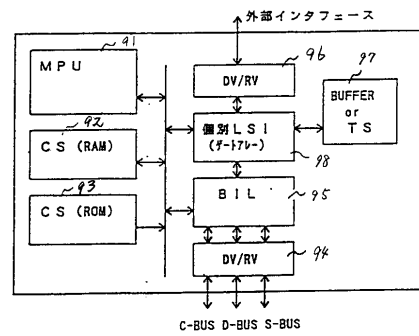 外部インタフェース
91
MPU
96
DV/RV
97
BUFFER
or
TS
92
CS (RAM)
個別LSI
(ゲートアレー)
98
93
CS (ROM)
BIL
95
DV/RV
94
C-BUS D-BUS S-BUS